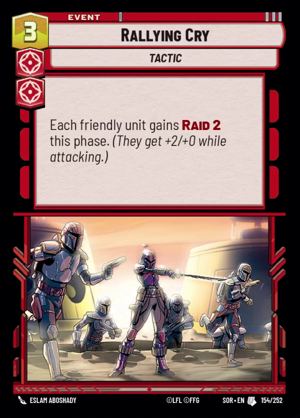 EVENT
3
RALLYING CRY
TACTIC
Each friendly unit gains RAID 2
this phase. (They get +2/+0 while
attacking.)
ESLAM ABOSHADY
©LFL ©FFG
SOR • EN
154/252